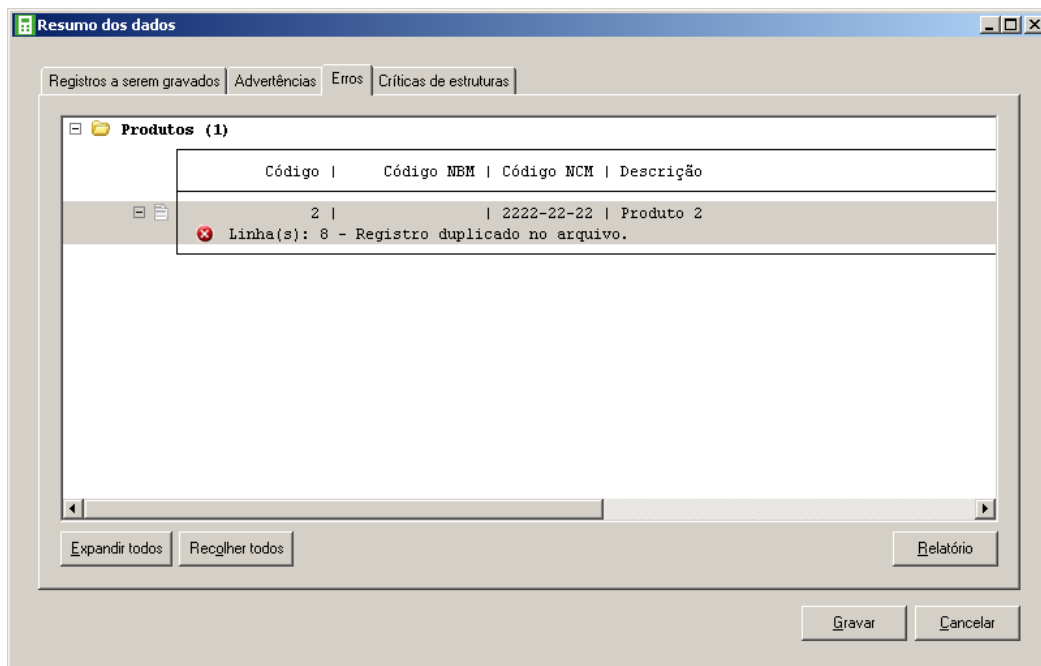 Resumo dos dados
Registros a serem gravados Advertências Erros Críticas de estruturas
Produtos (1)
Código | Código NBM | Código NCM | Descrição
2 | | 2222-22-22 | Produto 2
Linha(s): 8 - Registro duplicado no arquivo.
Expandir todos Recolher todos Relatório
Gravar Cancelar